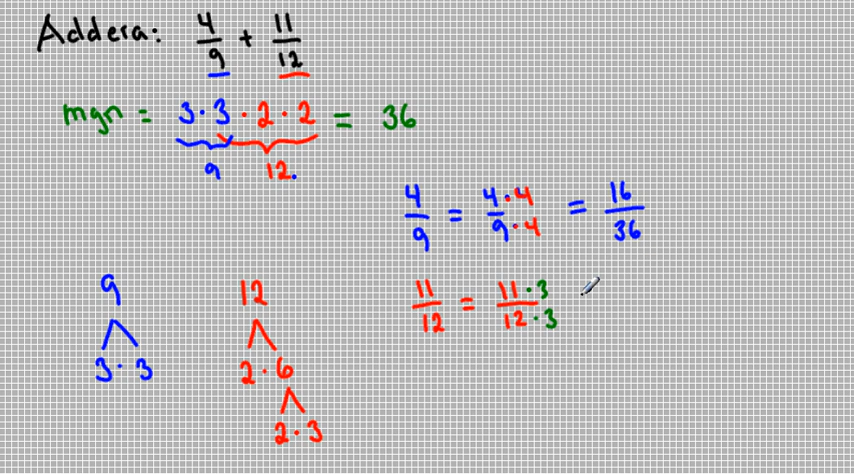 Addera: 4/9 + 11/12
mgn = 3·3·2·2 = 36
9 12.
4/9 = 4·4/9·4 = 16/36
11/12 = 11·3/12·3
9 12
3·3 2·6
2·3